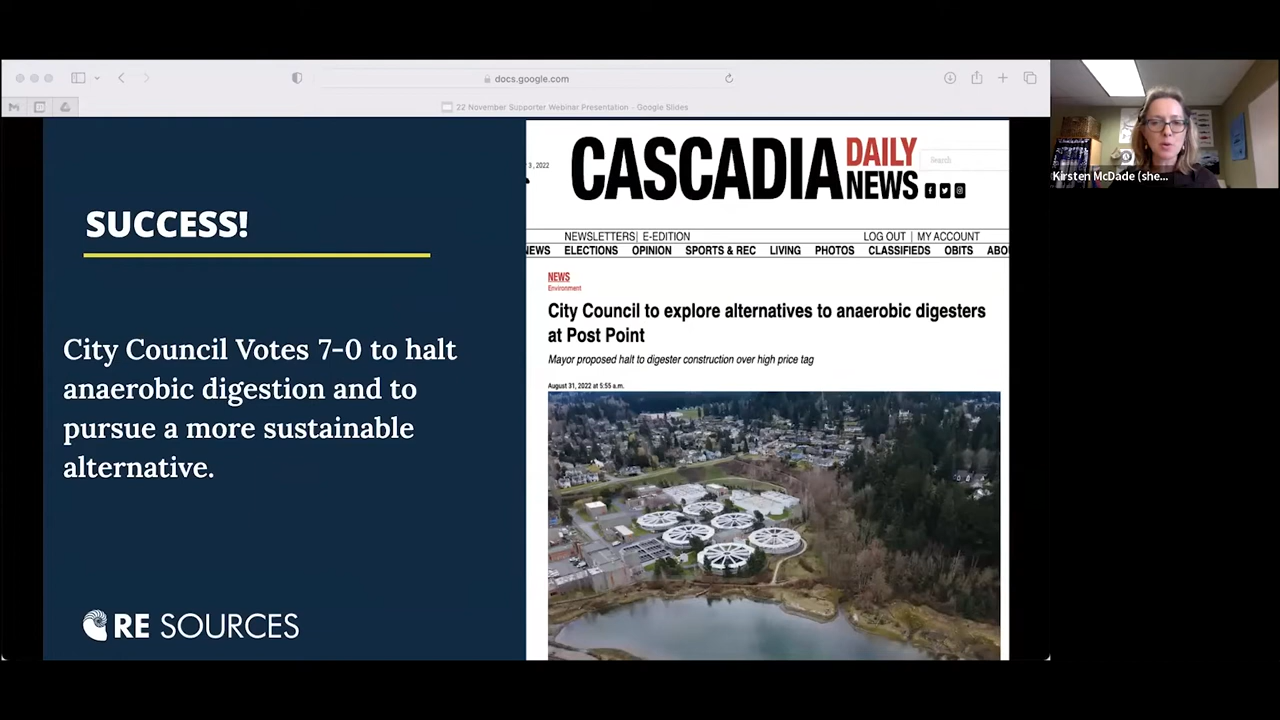 docs.google.com
22 November Supporter Webinar Presentation - Google Slides
SUCCESS!
City Council Votes 7-0 to halt
anaerobic digestion and to
pursue a more sustainable
alternative.
RE SOURCES
3, 2022
CASCADIA
DAILY
NEWS
Search
NEWSLETTERS| E-EDITION
LOG OUT | MY ACCOUNT
NEWS ELECTIONS OPINION SPORTS & REC LIVING PHOTOS CLASSIFIEDS OBITS ABO
NEWS
Environment
City Council to explore alternatives to anaerobic digesters
at Post Point
Mayor proposed halt to digester construction over high price tag
August 31, 2022 at 5:55 a.m.
Kirsten McDade (she...